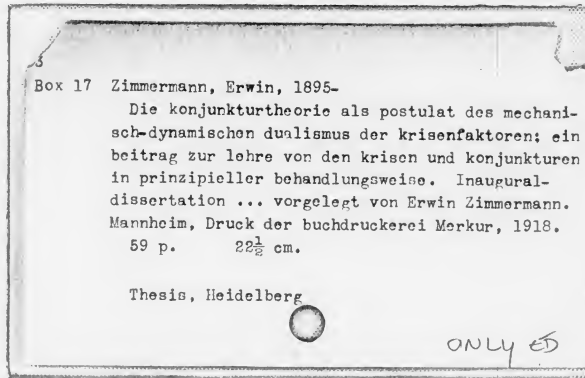 Box 17 Zimmermann, Erwin, 1895-
Die konjunkturtheorie als postulat des mechani-
sch-dynamischen dualismus der krisenfaktoren; ein
beitrag zur lehre von den krisen und konjunkturen
in prinzipieller behandlungsweise. Inaugural-
dissertation ... vorgelegt von Erwin Zimmermann.
Mannheim, Druck der buchdruckerei Merkur, 1918.
59 p. 22½ cm.
Thesis, Heidelberg
ONLY ED